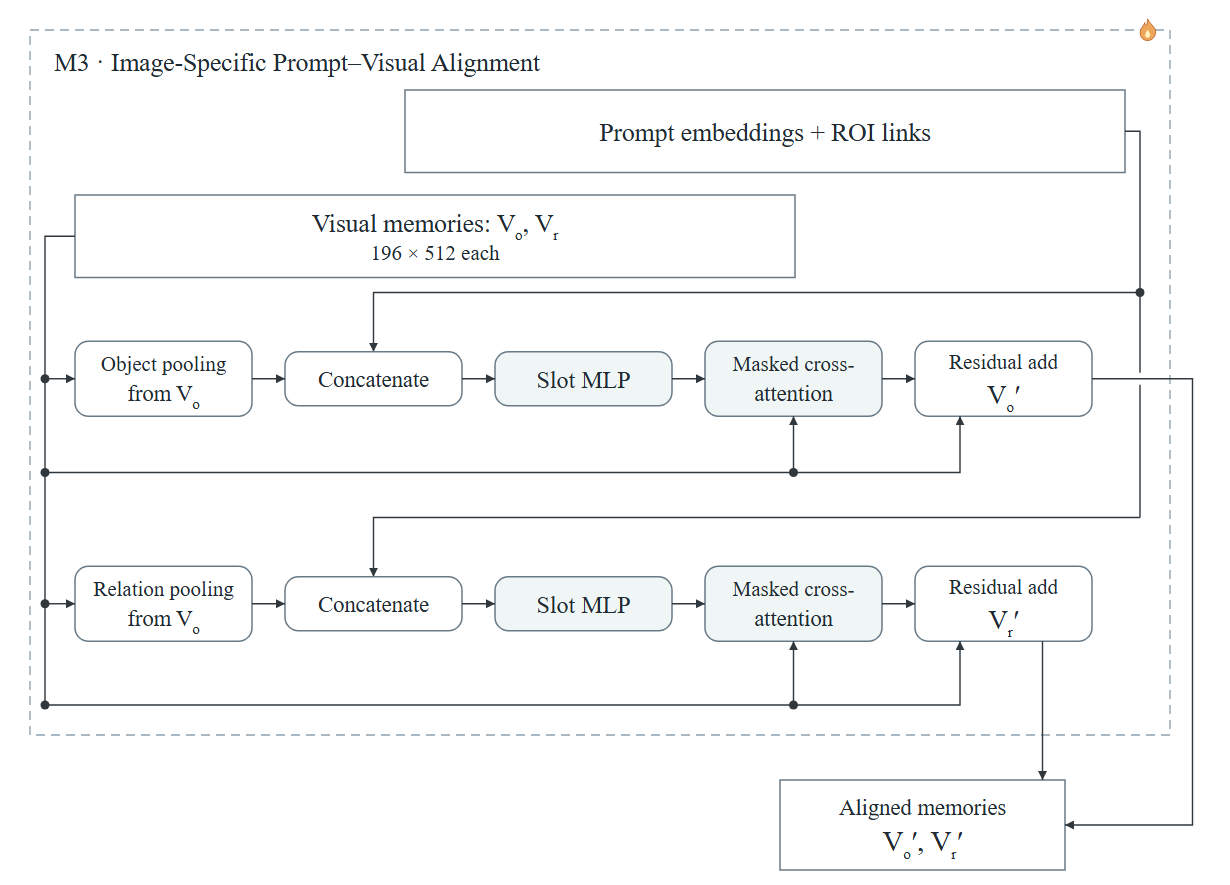 M3 · Image-Specific Prompt–Visual Alignment
Prompt embeddings + ROI links
Visual memories: Vₒ, Vᵣ
196 × 512 each
Object pooling
from Vₒ
Concatenate
Slot MLP
Masked cross-
attention
Residual add
Vₒ′
Relation pooling
from Vₒ
Concatenate
Slot MLP
Masked cross-
attention
Residual add
Vᵣ′
Aligned memories
Vₒ′, Vᵣ′